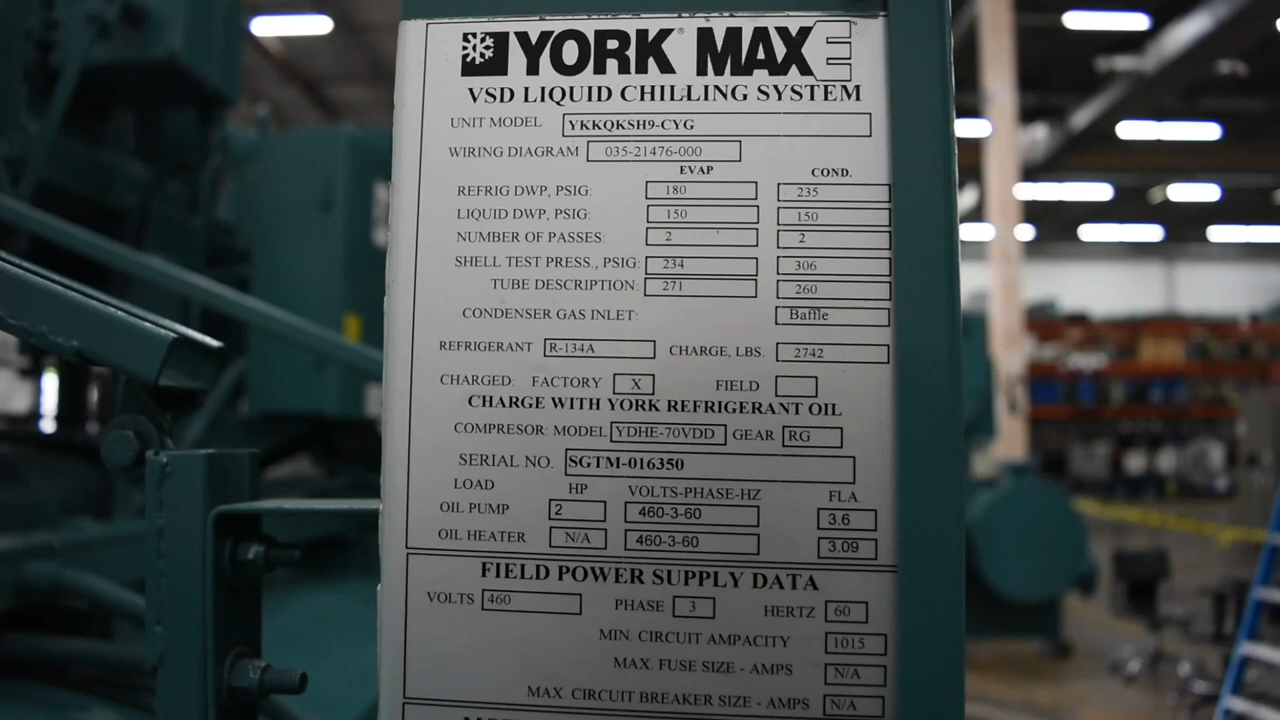 YORK® MAXE
VSD LIQUID CHILLING SYSTEM
UNIT MODEL YKKQKSH9-CYG
WIRING DIAGRAM 035-21476-000
EVAP COND.
REFRIG DWP, PSIG: 180 235
LIQUID DWP, PSIG: 150 150
NUMBER OF PASSES: 2 2
SHELL TEST PRESS., PSIG: 234 306
TUBE DESCRIPTION: 271 260
CONDENSER GAS INLET: Baffle
REFRIGERANT R-134A CHARGE, LBS. 2742
CHARGED: FACTORY X FIELD
CHARGE WITH YORK REFRIGERANT OIL
COMPRESOR: MODEL YDHE-70VDD GEAR RG
SERIAL NO. SGTM-016350
LOAD HP VOLTS-PHASE-HZ FLA
OIL PUMP 2 460-3-60 3.6
OIL HEATER N/A 460-3-60 3.09
FIELD POWER SUPPLY DATA
VOLTS 460 PHASE 3 HERTZ 60
MIN. CIRCUIT AMPACITY 1015
MAX. FUSE SIZE - AMPS N/A
MAX. CIRCUIT BREAKER SIZE - AMPS N/A